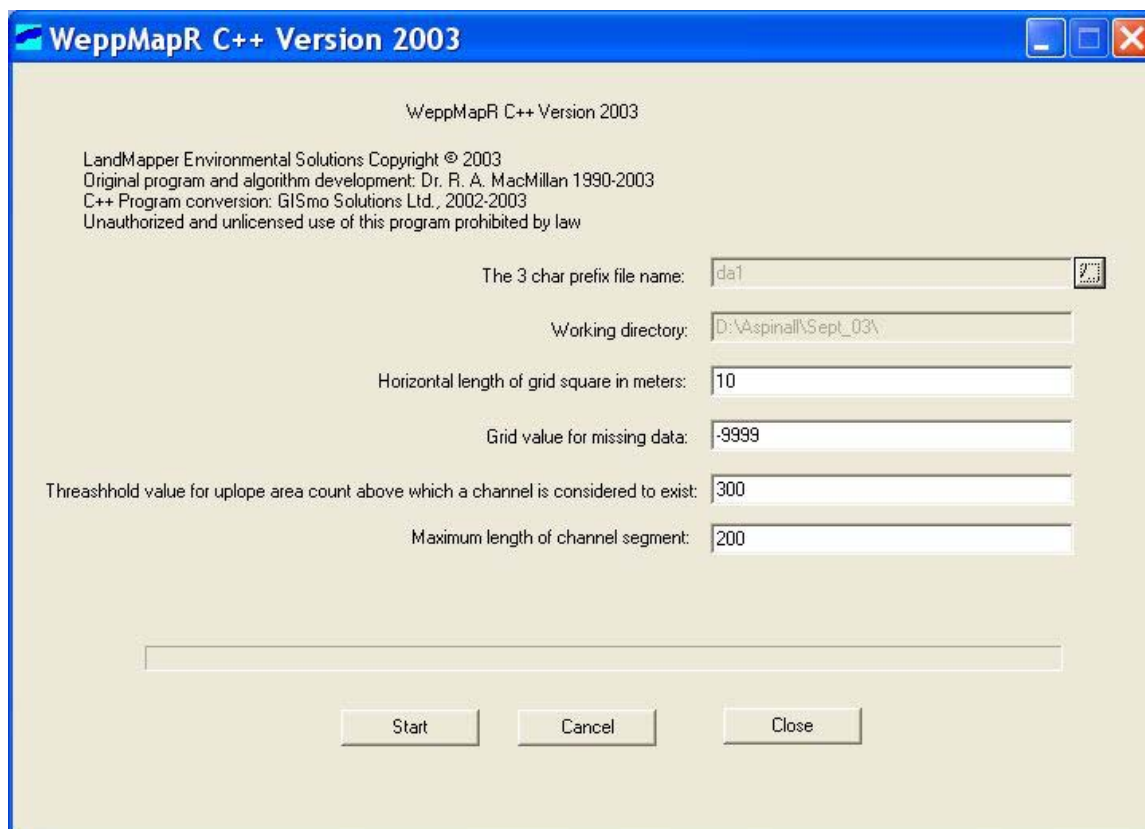 WeppMapR C++ Version 2003
WeppMapR C++ Version 2003
LandMapper Environmental Solutions Copyright © 2003
Original program and algorithm development: Dr. R. A. MacMillan 1990-2003
C++ Program conversion: GISmo Solutions Ltd., 2002-2003
Unauthorized and unlicensed use of this program prohibited by law
The 3 char prefix file name: da1
Working directory: D:\Aspinall\Sept_03\
Horizontal length of grid square in meters: 10
Grid value for missing data: -9999
Threashhold value for uplope area count above which a channel is considered to exist: 300
Maximum length of channel segment: 200
Start Cancel Close